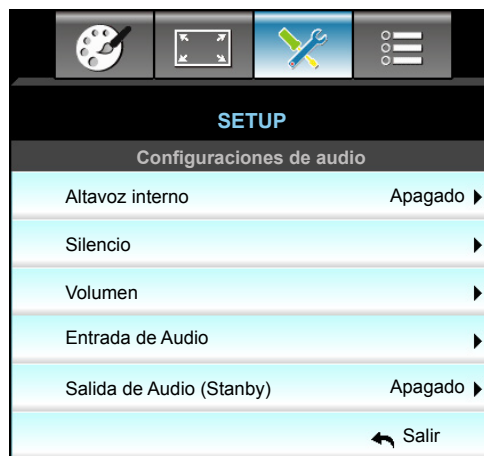 SETUP
Configuraciones de audio
Altavoz interno Apagado
Silencio
Volumen
Entrada de Audio
Salida de Audio (Stanby) Apagado
Salir